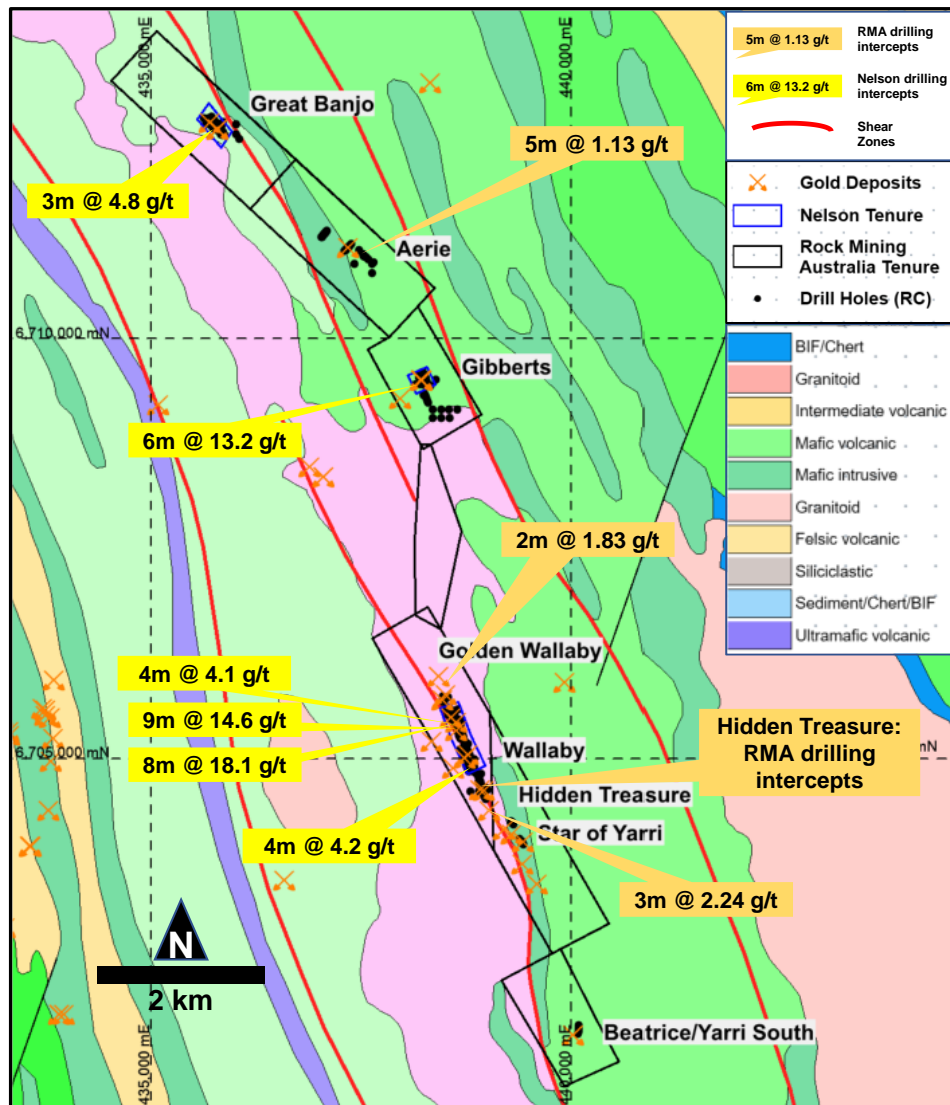 435,000 mE
440,000 mE
5m @ 1.13 g/t
RMA drilling
intercepts
6m @ 13.2 g/t
Nelson drilling
intercepts
Shear
Zones
Gold Deposits
Nelson Tenure
Rock Mining
Australia Tenure
Drill Holes (RC)
BIF/Chert
Granitoid
Intermediate volcanic
Mafic volcanic
Mafic intrusive
Granitoid
Felsic volcanic
Siliciclastic
Sediment/Chert/BIF
Ultramafic volcanic
Great Banjo
5m @ 1.13 g/t
3m @ 4.8 g/t
Aerie
6,710,000 mN
Gibberts
6m @ 13.2 g/t
2m @ 1.83 g/t
Golden Wallaby
4m @ 4.1 g/t
9m @ 14.6 g/t
8m @ 18.1 g/t
6,705,000 mN
mN
Wallaby
Hidden Treasure:
RMA drilling
intercepts
Hidden Treasure
Star of Yarri
4m @ 4.2 g/t
3m @ 2.24 g/t
N
2 km
Beatrice/Yarri South
435,000 mE
440,000 mE